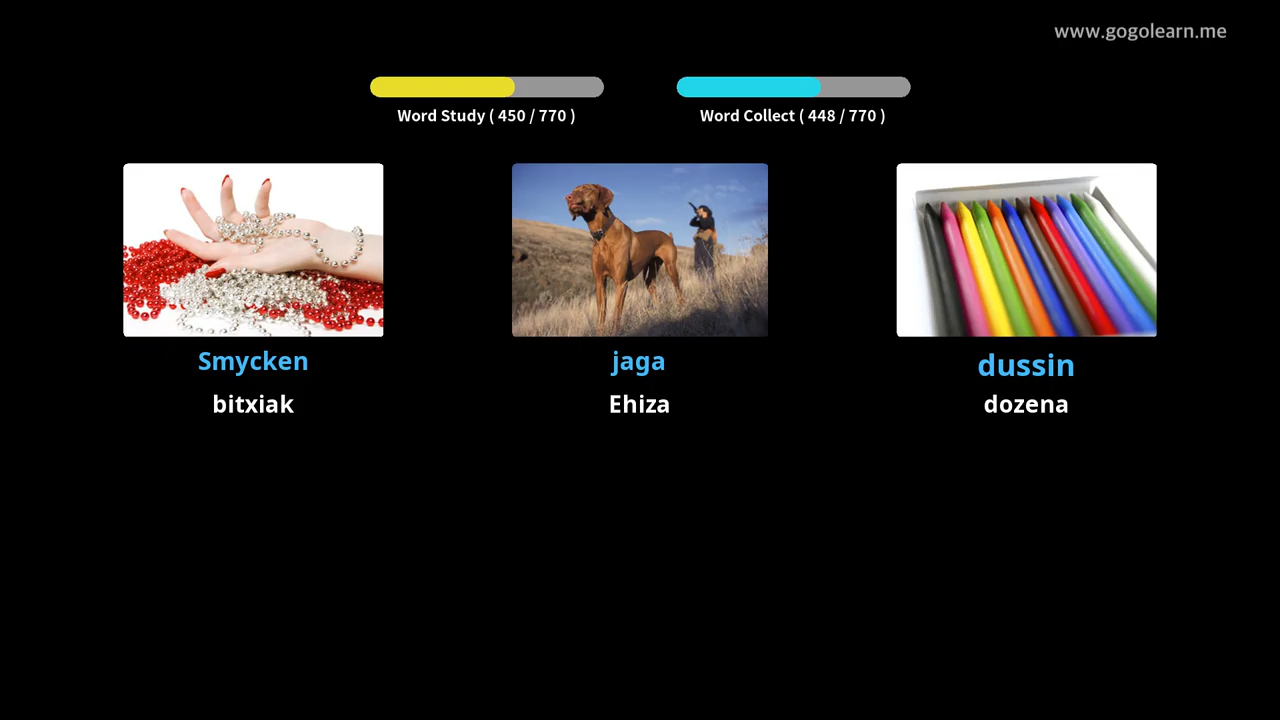 www.gogolearn.me
Word Study ( 450 / 770 )
Word Collect ( 448 / 770 )
Smycken
bitxiak
jaga
Ehiza
dussin
dozena